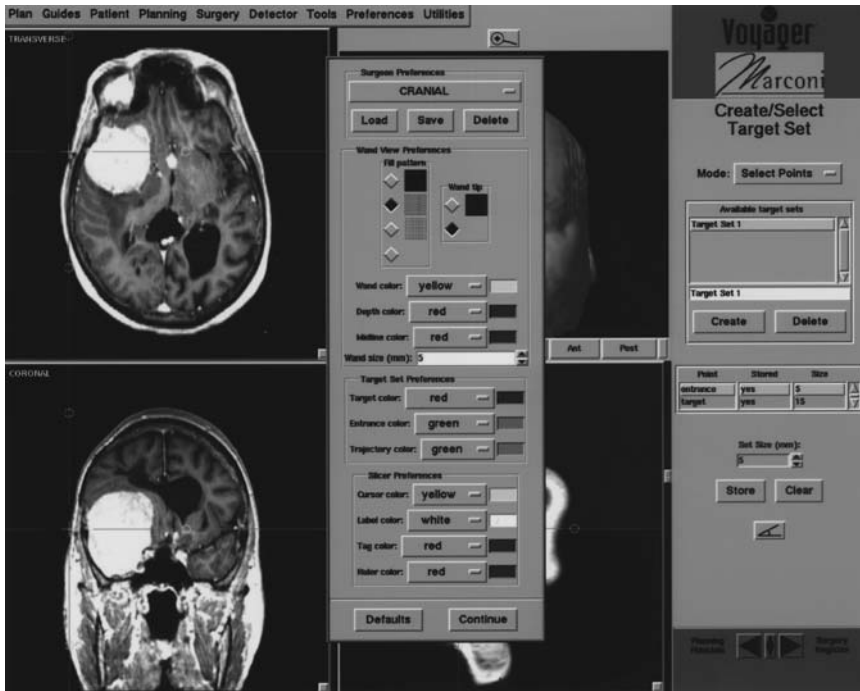 Plan Guides Patient Planning Surgery Detector Tools Preferences Utilities
TRANSVERSE
CORONAL
Surgeon Preferences
CRANIAL
Load Save Delete
Wand View Preferences
Fill pattern
Wand tip
Wand color: yellow
Depth color: red
Midline color: red
Wand size (mm): 5
Target Set Preferences
Target color: red
Entrance color: green
Trajectory color: green
Slicer Preferences
Cursor color: yellow
Label color: white
Tag color: red
Ruler color: red
Defaults Continue
Ant Post
Voyager
Marconi
Create/Select
Target Set
Mode: Select Points
Available target sets
Target Set 1
Target Set 1
Create Delete
Point Stored Size
entrance yes 5
target yes 15
Set Size (mm):
5
Store Clear
Planning Surgery